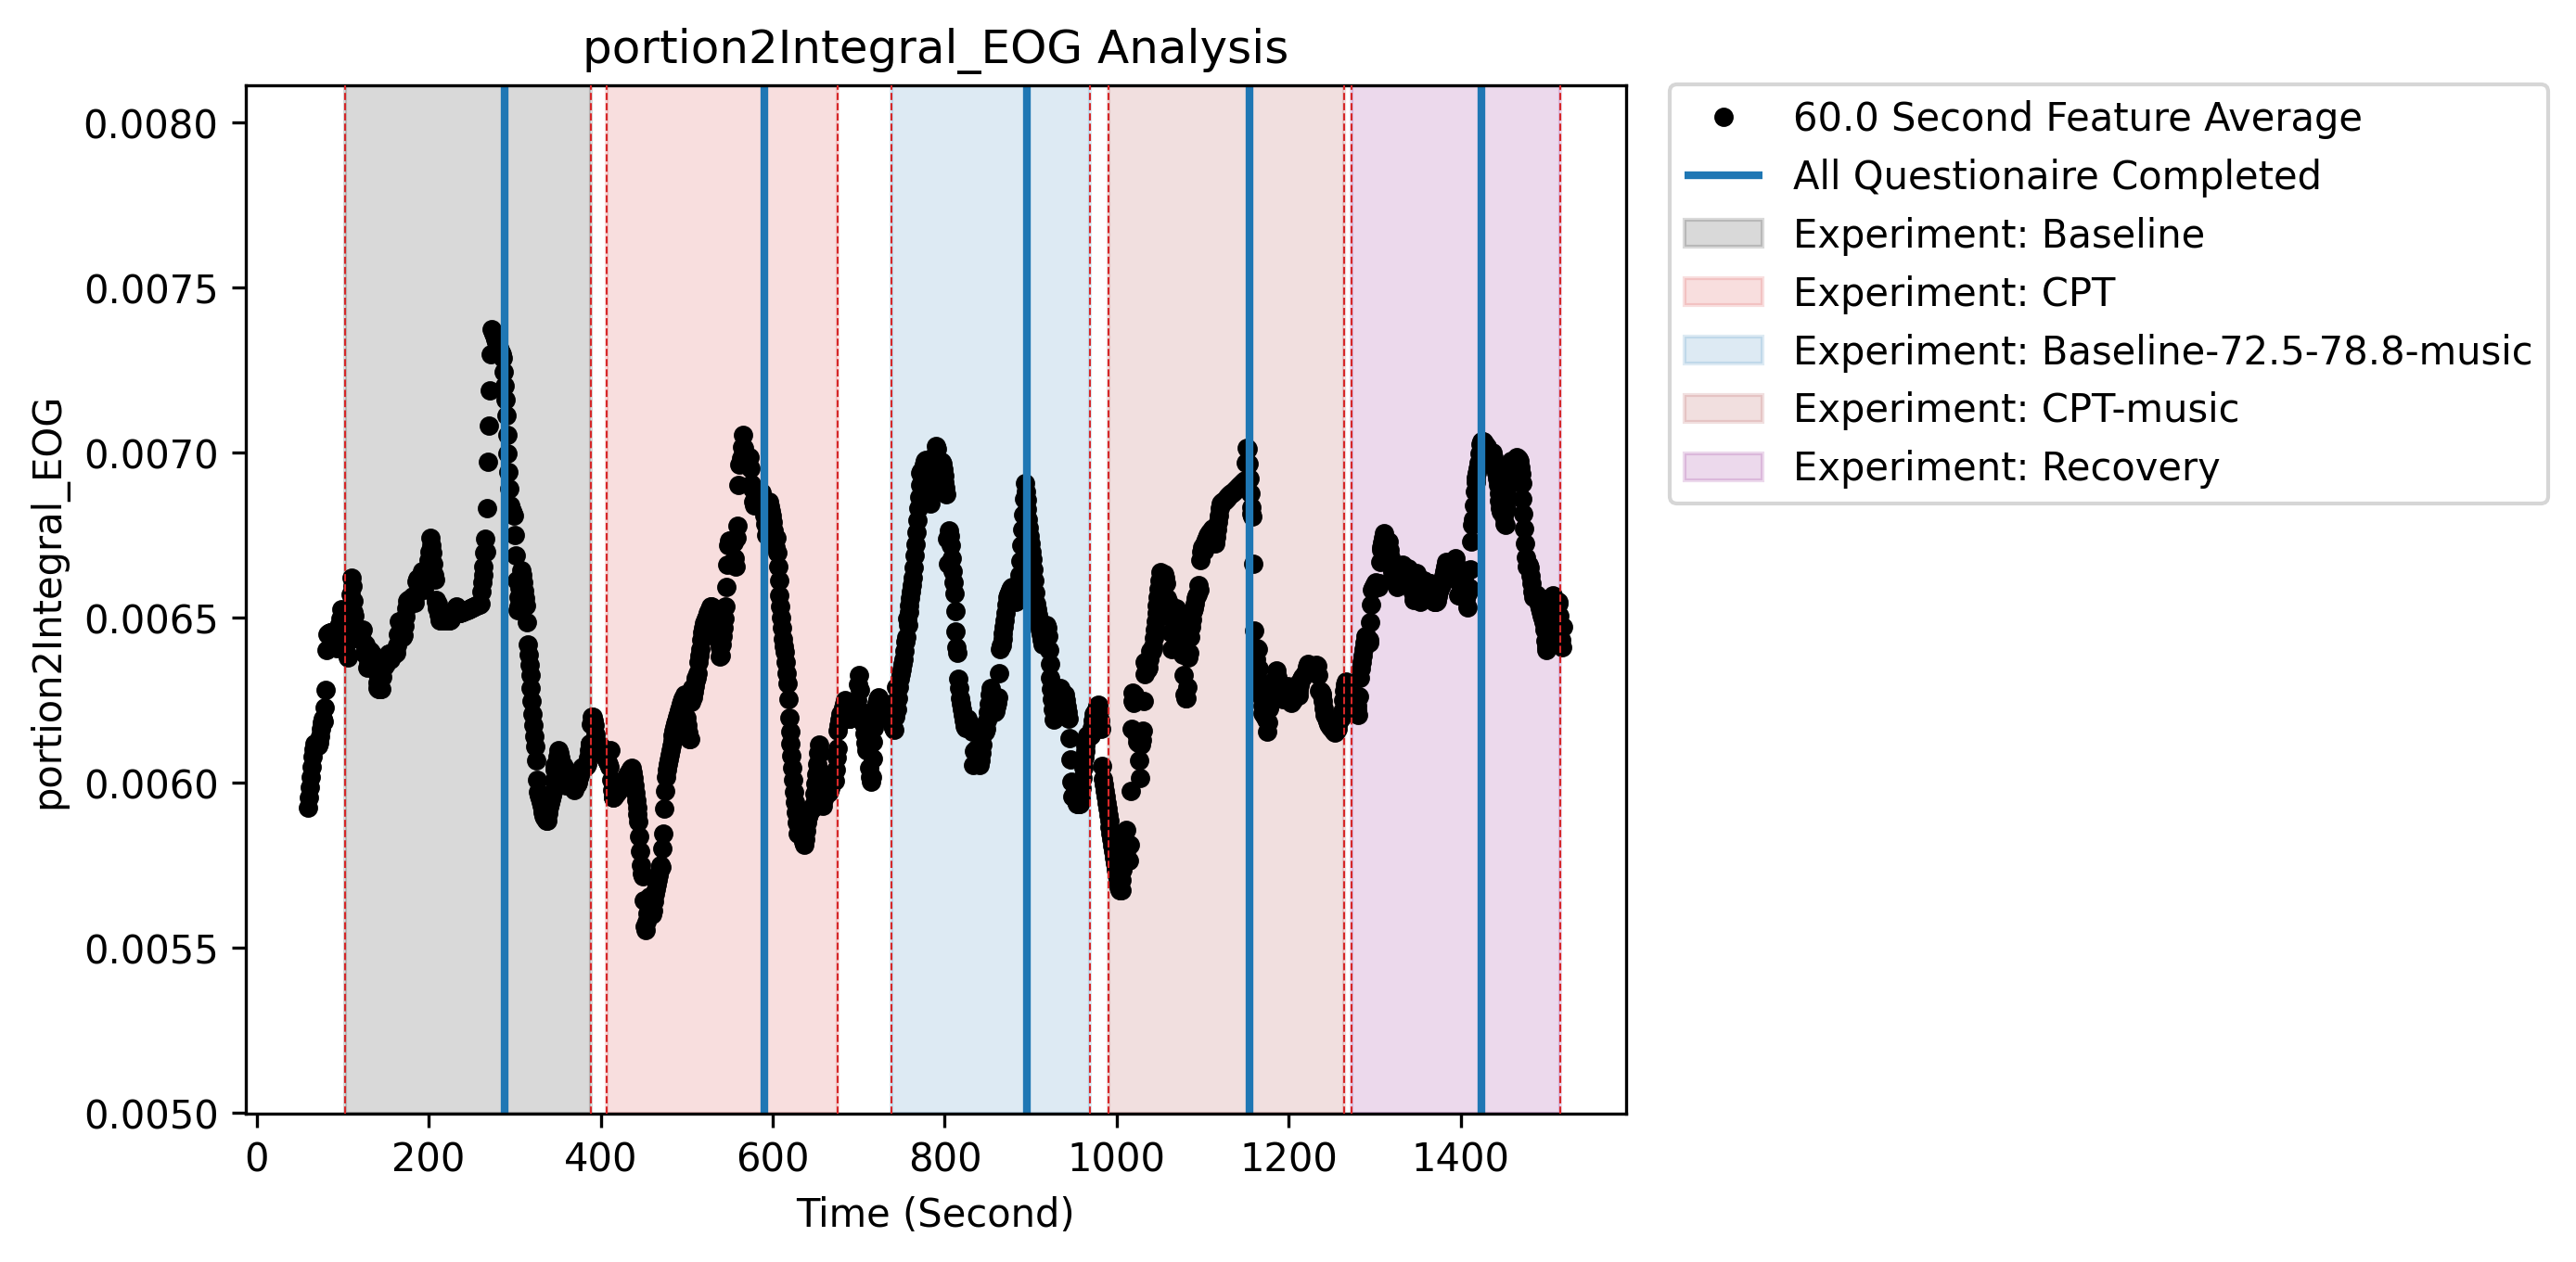 portion2Integral_EOG Analysis
0.0080
0.0075
0.0070
0.0065
0.0060
0.0055
0.0050
portion2Integral_EOG
0 200 400 600 800 1000 1200 1400
Time (Second)
60.0 Second Feature Average
All Questionaire Completed
Experiment: Baseline
Experiment: CPT
Experiment: Baseline-72.5-78.8-music
Experiment: CPT-music
Experiment: Recovery